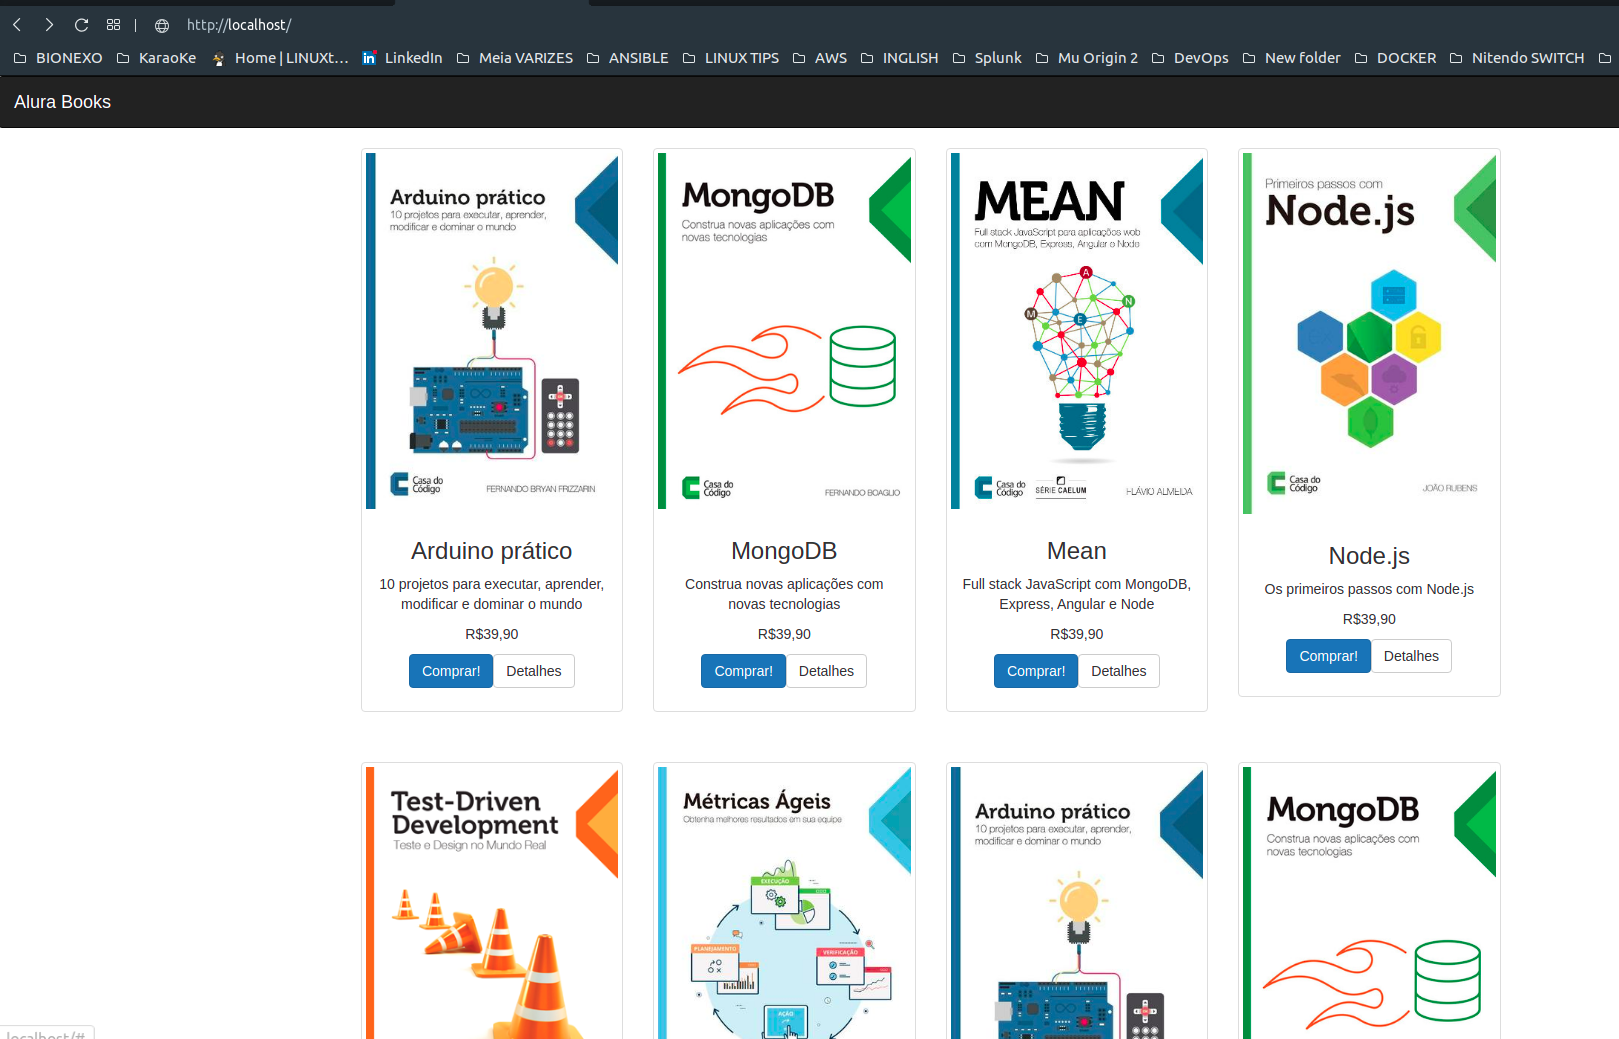 http://localhost/
BIONEXO KaraoKe Home | LINUXt... LinkedIn Meia VARIZES ANSIBLE LINUX TIPS AWS INGLISH Splunk Mu Origin 2 DevOps New folder DOCKER Nitendo SWITCH
Alura Books
Arduino prático
10 projetos para executar, aprender,
modificar e dominar o mundo
Casa do
Código
FERNANDO BRYAN FRIZZARIN
Arduino prático
10 projetos para executar, aprender,
modificar e dominar o mundo
R$39,90
Comprar! Detalhes
MongoDB
Construa novas aplicações com
novas tecnologias
Casa do
Código
FERNANDO BOAGLIO
MongoDB
Construa novas aplicações com
novas tecnologias
R$39,90
Comprar! Detalhes
MEAN
Full stack JavaScript para aplicações web
com MongoDB, Express, Angular e Node
A
N
M
E
Casa do
Código
SÉRIE CAELUM
FLÁVIO ALMEIDA
Mean
Full stack JavaScript com MongoDB,
Express, Angular e Node
R$39,90
Comprar! Detalhes
Primeiros passos com
Node.js
Casa do
Código
JOÃO RUBENS
Node.js
Os primeiros passos com Node.js
R$39,90
Comprar! Detalhes
Test-Driven
Development
Teste e Design no Mundo Real
Métricas Ágeis
Obtenha melhores resultados em sua equipe
EXECUÇÃO
PLANEJAMENTO
VERIFICAÇÃO
AÇÃO
Arduino prático
10 projetos para executar, aprender,
modificar e dominar o mundo
MongoDB
Construa novas aplicações com
novas tecnologias
localhost/#